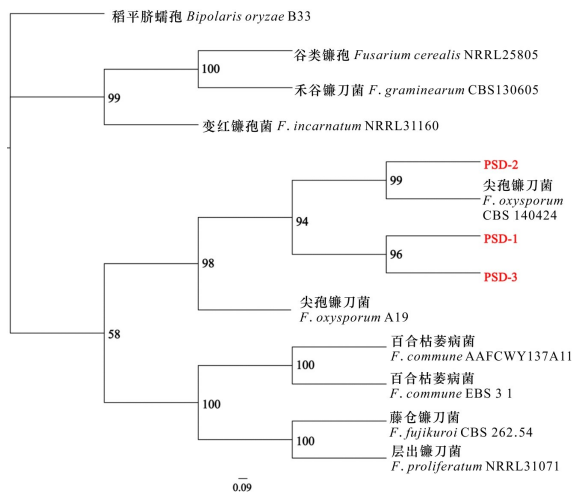 稻平脐蠕孢 Bipolaris oryzae B33
谷类镰孢 Fusarium cerealis NRRL25805
100
禾谷镰刀菌 F. graminearum CBS130605
99
变红镰孢菌 F. incarnatum NRRL31160
PSD-2
99
尖孢镰刀菌
F. oxysporum
CBS 140424
94
PSD-1
96
PSD-3
98
尖孢镰刀菌
F. oxysporum A19
58
百合枯萎病菌
F. commune AAFCWY137A11
100
百合枯萎病菌
F. commune EBS 3 1
100
藤仓镰刀菌
F. fujikuroi CBS 262.54
100
层出镰刀菌
F. proliferatum NRRL31071
0.09